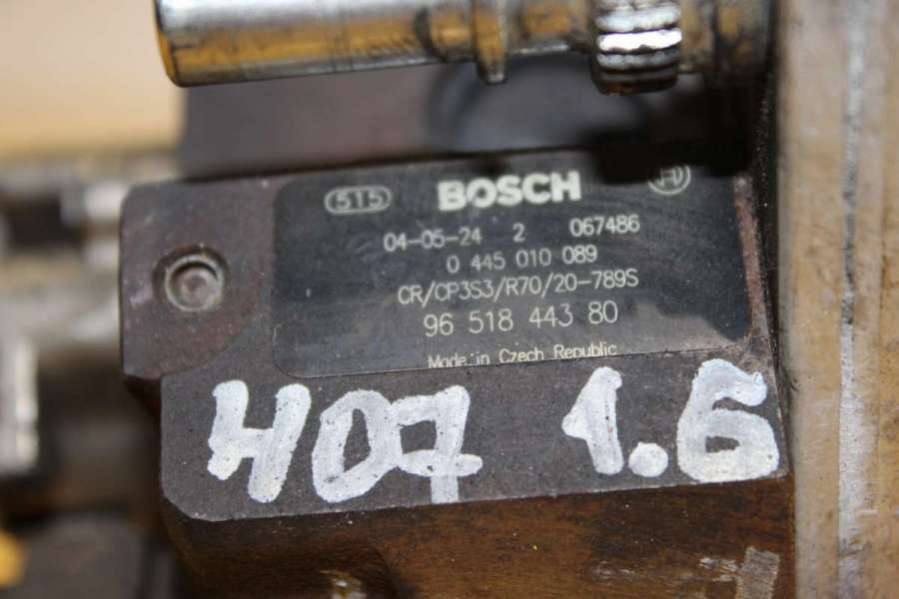 515 BOSCH
04-05-24 2 067486
0 445 010 089
CR/CP3S3/R70/20-789S
96 518 443 80
Made in Czech Republic
407 1.6